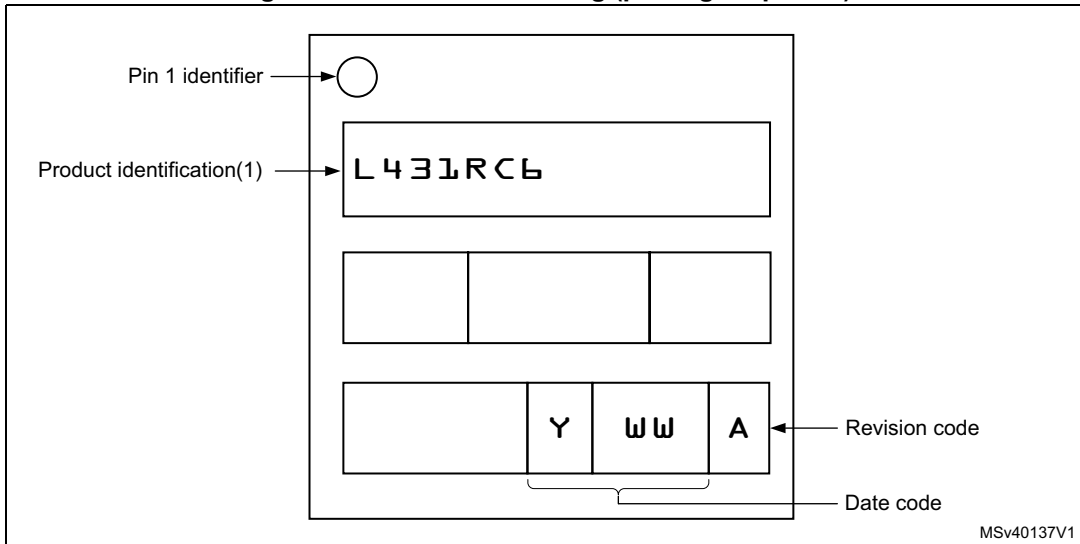 Pin 1 identifier
Product identification(1)
L431RC6
Y WW A
Revision code
Date code
MSv40137V1